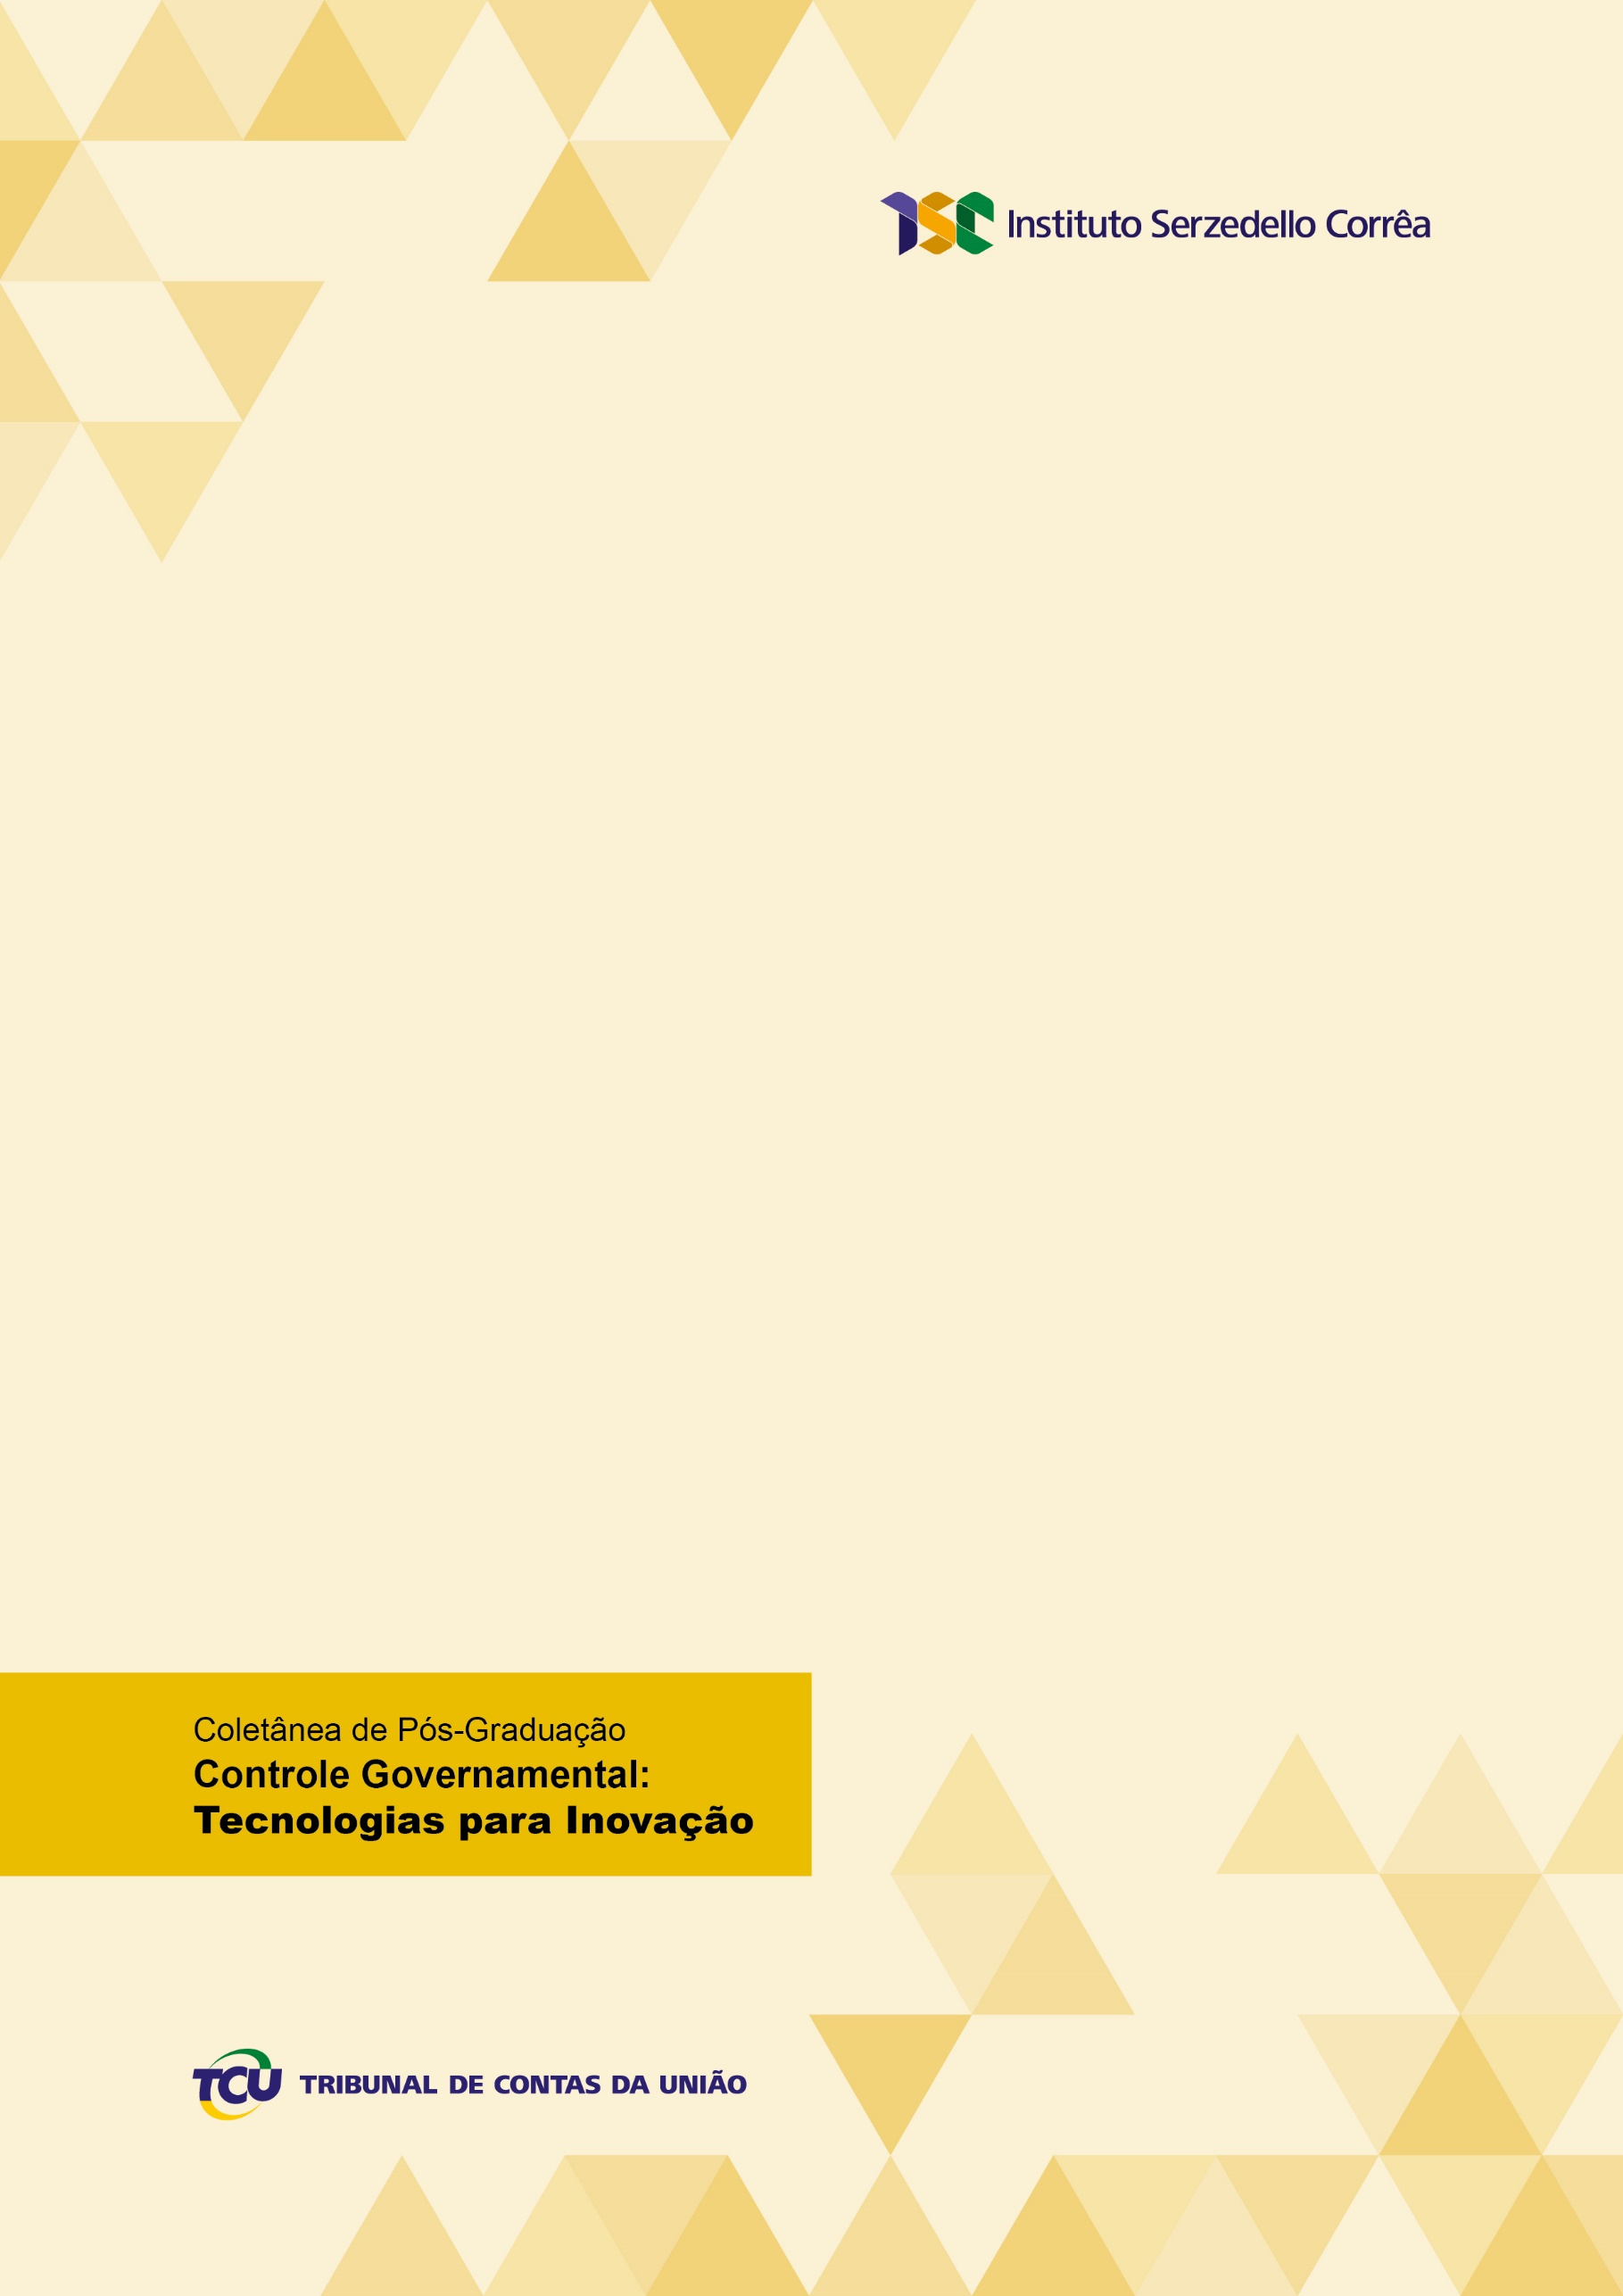 Instituto Serzedello Corrêa
Coletânea de Pós-Graduação
Controle Governamental:
Tecnologias para Inovação
TCU TRIBUNAL DE CONTAS DA UNIÃO